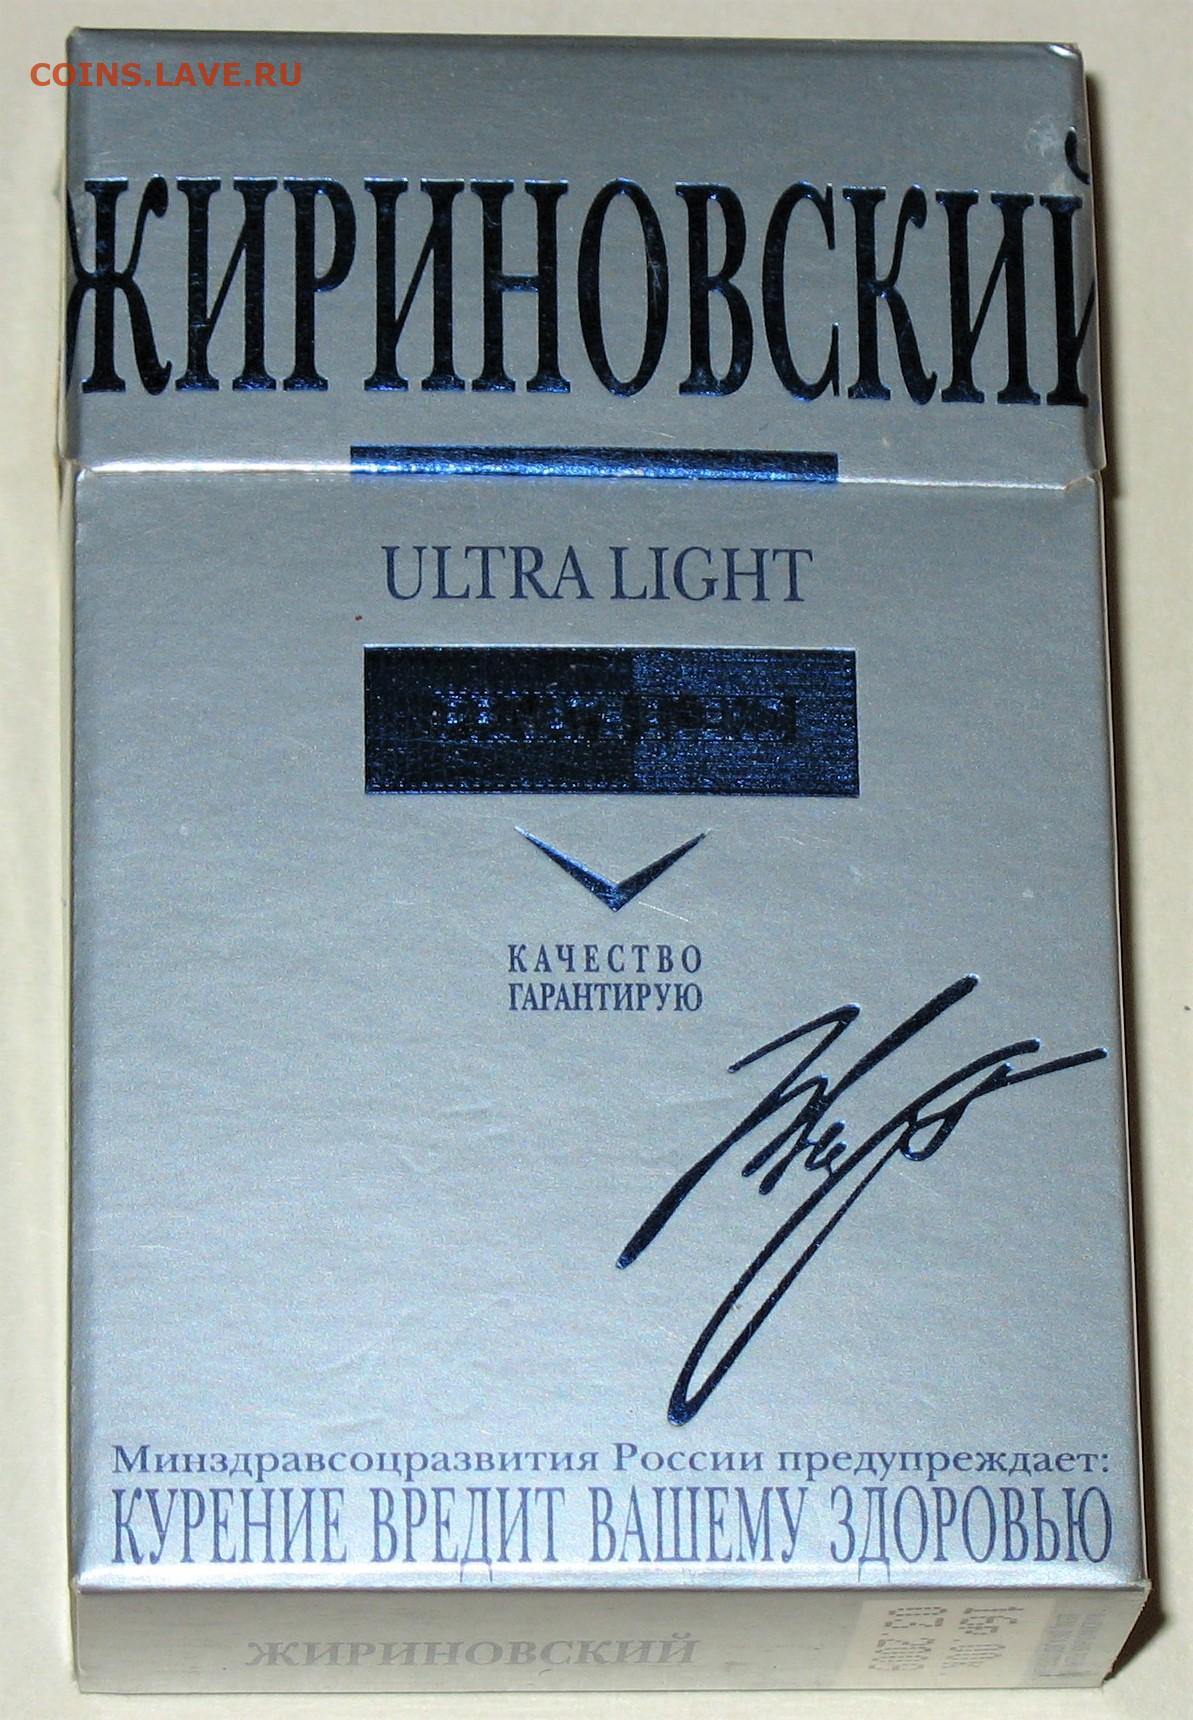 COINS.LAVE.RU
ЖИРИНОВСКИЙ
ULTRA LIGHT
КАЧЕСТВО
ГАРАНТИРУЮ
Минздравсоцразвития России предупреждает:
КУРЕНИЕ ВРЕДИТ ВАШЕМУ ЗДОРОВЬЮ
ЖИРИНОВСКИЙ